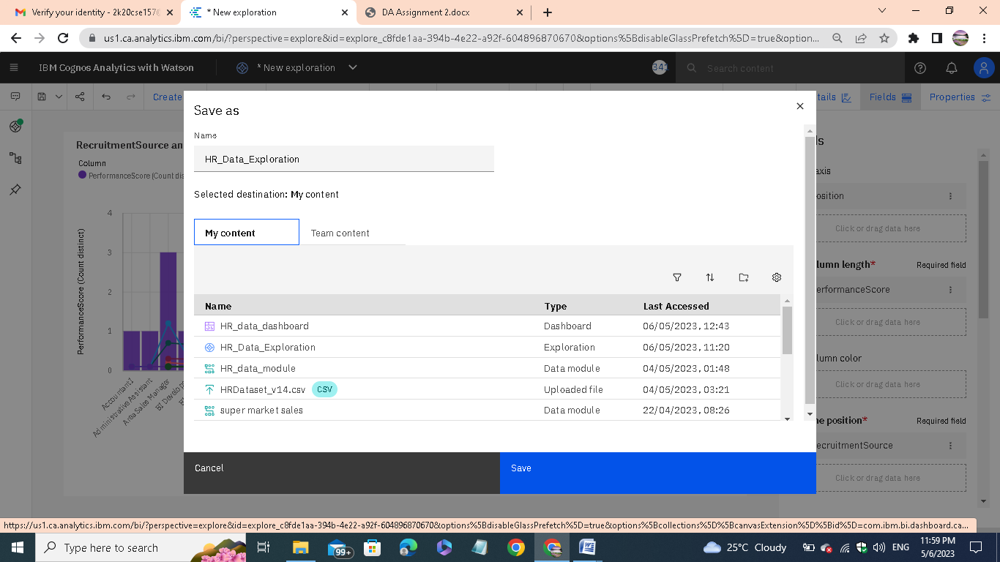 Verify your identity - 2k20cse157@
* New exploration
DA Assignment 2.docx
us1.ca.analytics.ibm.com/bi/?perspective=explore&id=explore_c8fde1aa-394b-4e22-a92f-604896870670&options%5BdisableGlassPrefetch%5D=true&option...
IBM Cognos Analytics with Watson
* New exploration
341
Search content
Create
tails
Fields
Properties
Save as
Name
HR_Data_Exploration
Selected destination: My content
My content
Team content
Name Type Last Accessed
HR_data_dashboard Dashboard 06/05/2023, 12:43
HR_Data_Exploration Exploration 06/05/2023, 11:20
HR_data_module Data module 04/05/2023, 01:48
HRDataset_v14.csv CSV Uploaded file 04/05/2023, 03:21
super market sales Data module 22/04/2023, 08:26
Cancel
Save
RecruitmentSource an
Column
PerformanceScore (Count dis
PerformanceScore (Count distinct)
4
3
2
1
0
Accountant I
Administrative Assistant
Area Sales Manager
ds
axis
osition
Click or drag data here
lumn length* Required field
erformanceScore
Click or drag data here
lumn color
Click or drag data here
ne position* Required field
ecruitmentSource
Click or drag data here
https://us1.ca.analytics.ibm.com/bi/?perspective=explore&id=explore_c8fde1aa-394b-4e22-a92f-604896870670&options%5BdisableGlassPrefetch%5D=true&options%5Bcollections%5D%5BcanvasExtension%5D%5Bid%5D=com.ibm.bi.dashboard.ca...
Type here to search
99+
25°C Cloudy
ENG
11:59 PM
5/6/2023